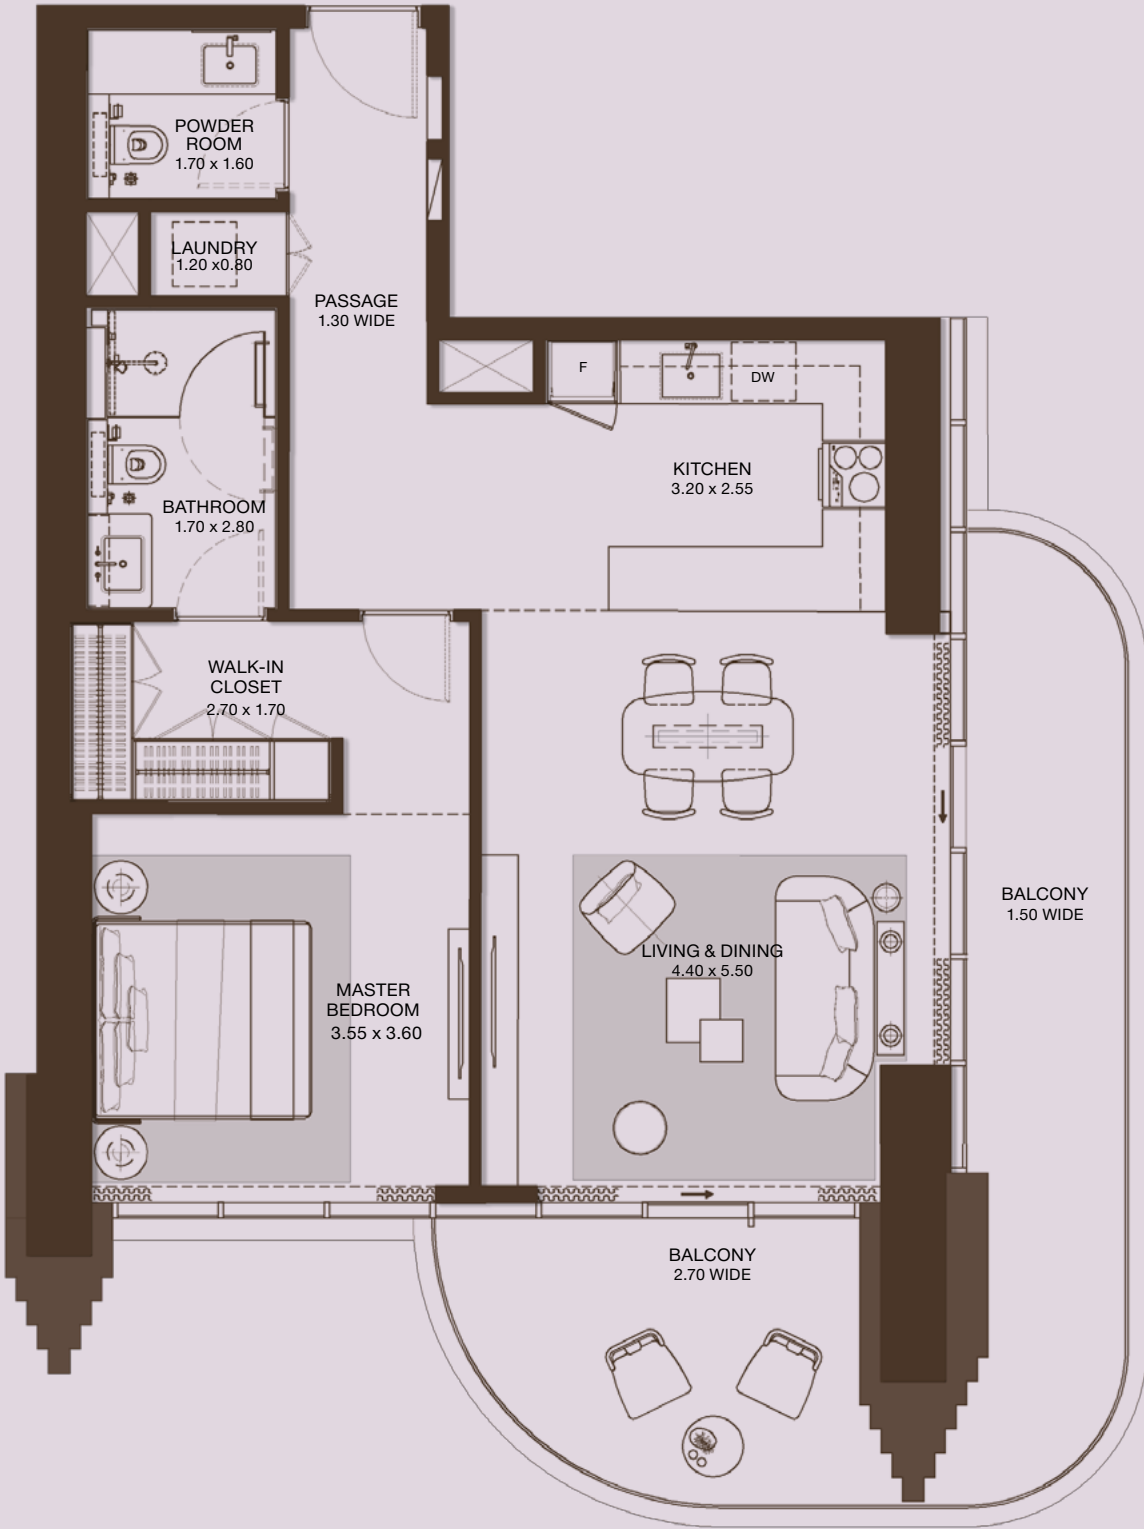 POWDER
ROOM
1.70 x 1.60
LAUNDRY
1.20 x0.80
PASSAGE
1.30 WIDE
F
DW
KITCHEN
3.20 x 2.55
BATHROOM
1.70 x 2.80
WALK-IN
CLOSET
2.70 x 1.70
BALCONY
1.50 WIDE
LIVING & DINING
4.40 x 5.50
MASTER
BEDROOM
3.55 x 3.60
BALCONY
2.70 WIDE